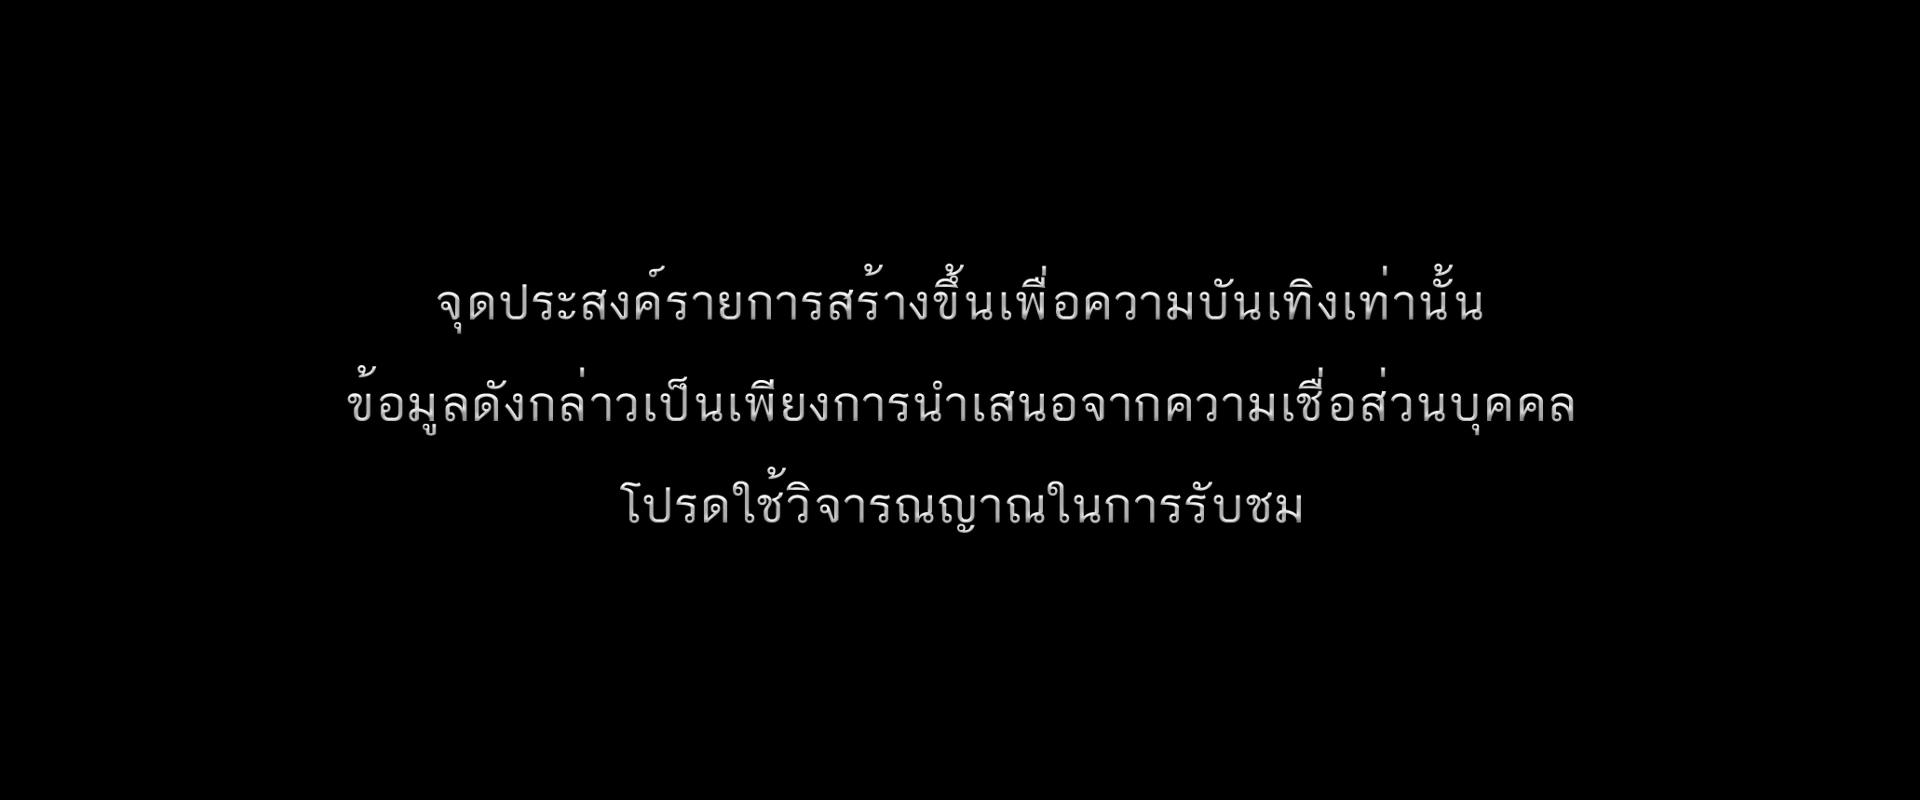 จุดประสงค์รายการสร้างขึ้นเพื่อความบันเทิงเท่านั้น
ข้อมูลดังกล่าวเป็นเพียงการนำเสนอจากความเชื่อส่วนบุคคล
โปรดใช้วิจารณญาณในการรับชม